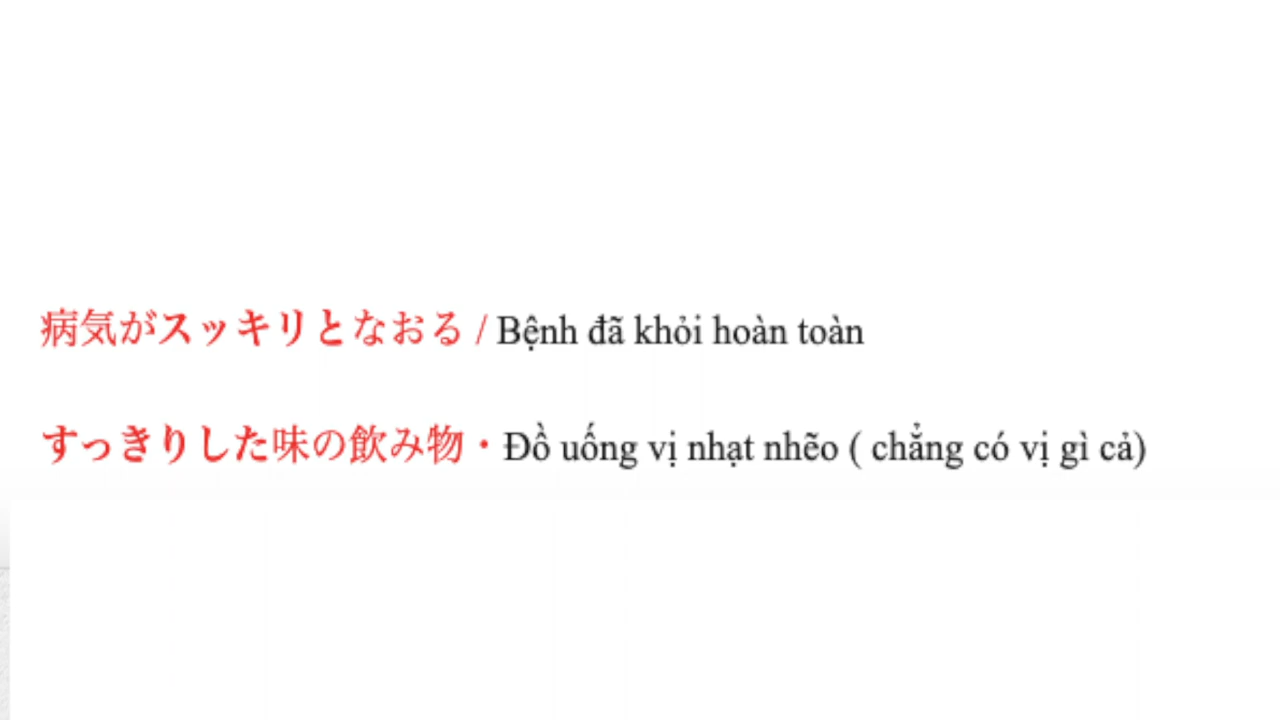 病気がスッキリとなおる / Bệnh đã khỏi hoàn toàn
すっきりした味の飲み物・Đồ uống vị nhạt nhẽo ( chẳng có vị gì cả)